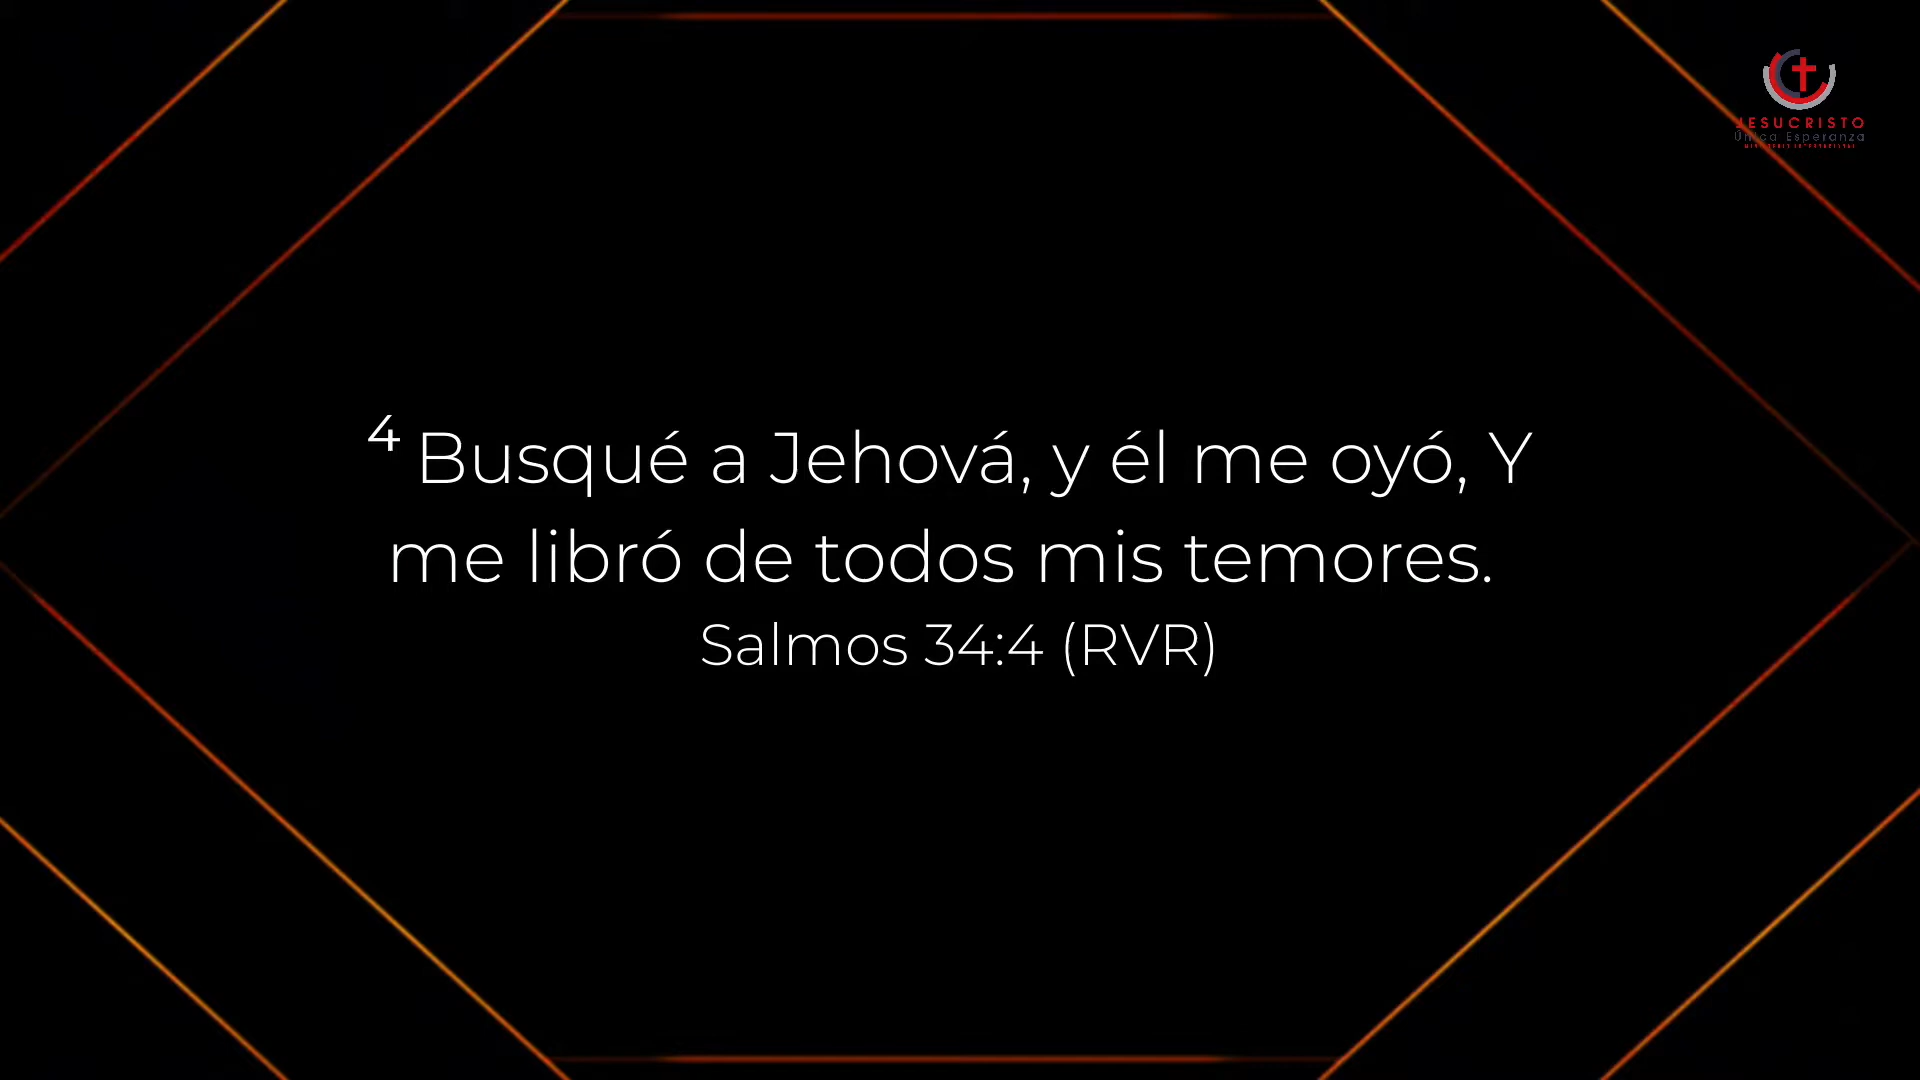 JESUCRISTO
Única Esperanza
4 Busqué a Jehová, y él me oyó, Y
me libró de todos mis temores.
Salmos 34:4 (RVR)